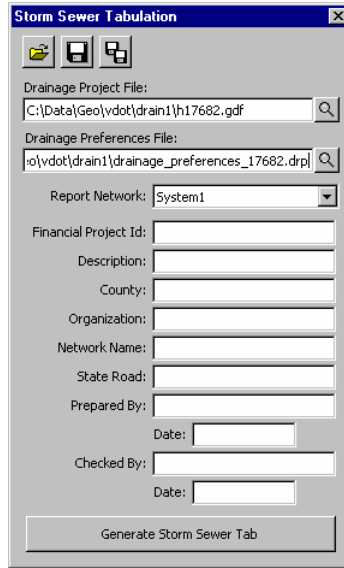 Storm Sewer Tabulation
Drainage Project File:
C:\Data\Geo\vdot\drain1\h17682.gdf
Drainage Preferences File:
o\vdot\drain1\drainage_preferences_17682.drpl
Report Network: System1
Financial Project Id:
Description:
County:
Organization:
Network Name:
State Road:
Prepared By:
Date:
Checked By:
Date:
Generate Storm Sewer Tab